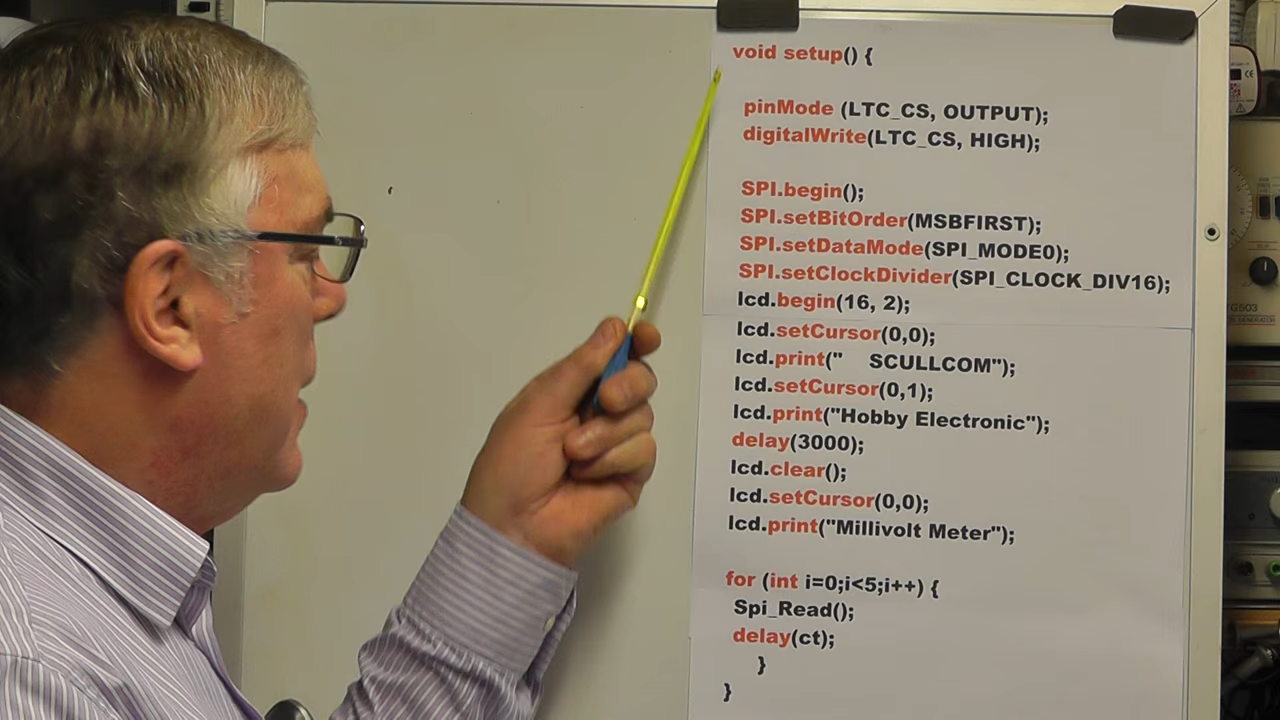 void setup() {
pinMode (LTC_CS, OUTPUT);
digitalWrite(LTC_CS, HIGH);
SPI.begin();
SPI.setBitOrder(MSBFIRST);
SPI.setDataMode(SPI_MODE0);
SPI.setClockDivider(SPI_CLOCK_DIV16);
lcd.begin(16, 2);
lcd.setCursor(0,0);
lcd.print("    SCULLCOM");
lcd.setCursor(0,1);
lcd.print("Hobby Electronic");
delay(3000);
lcd.clear();
lcd.setCursor(0,0);
lcd.print("Millivolt Meter");
for (int i=0;i<5;i++) {
Spi_Read();
delay(ct);
}
}